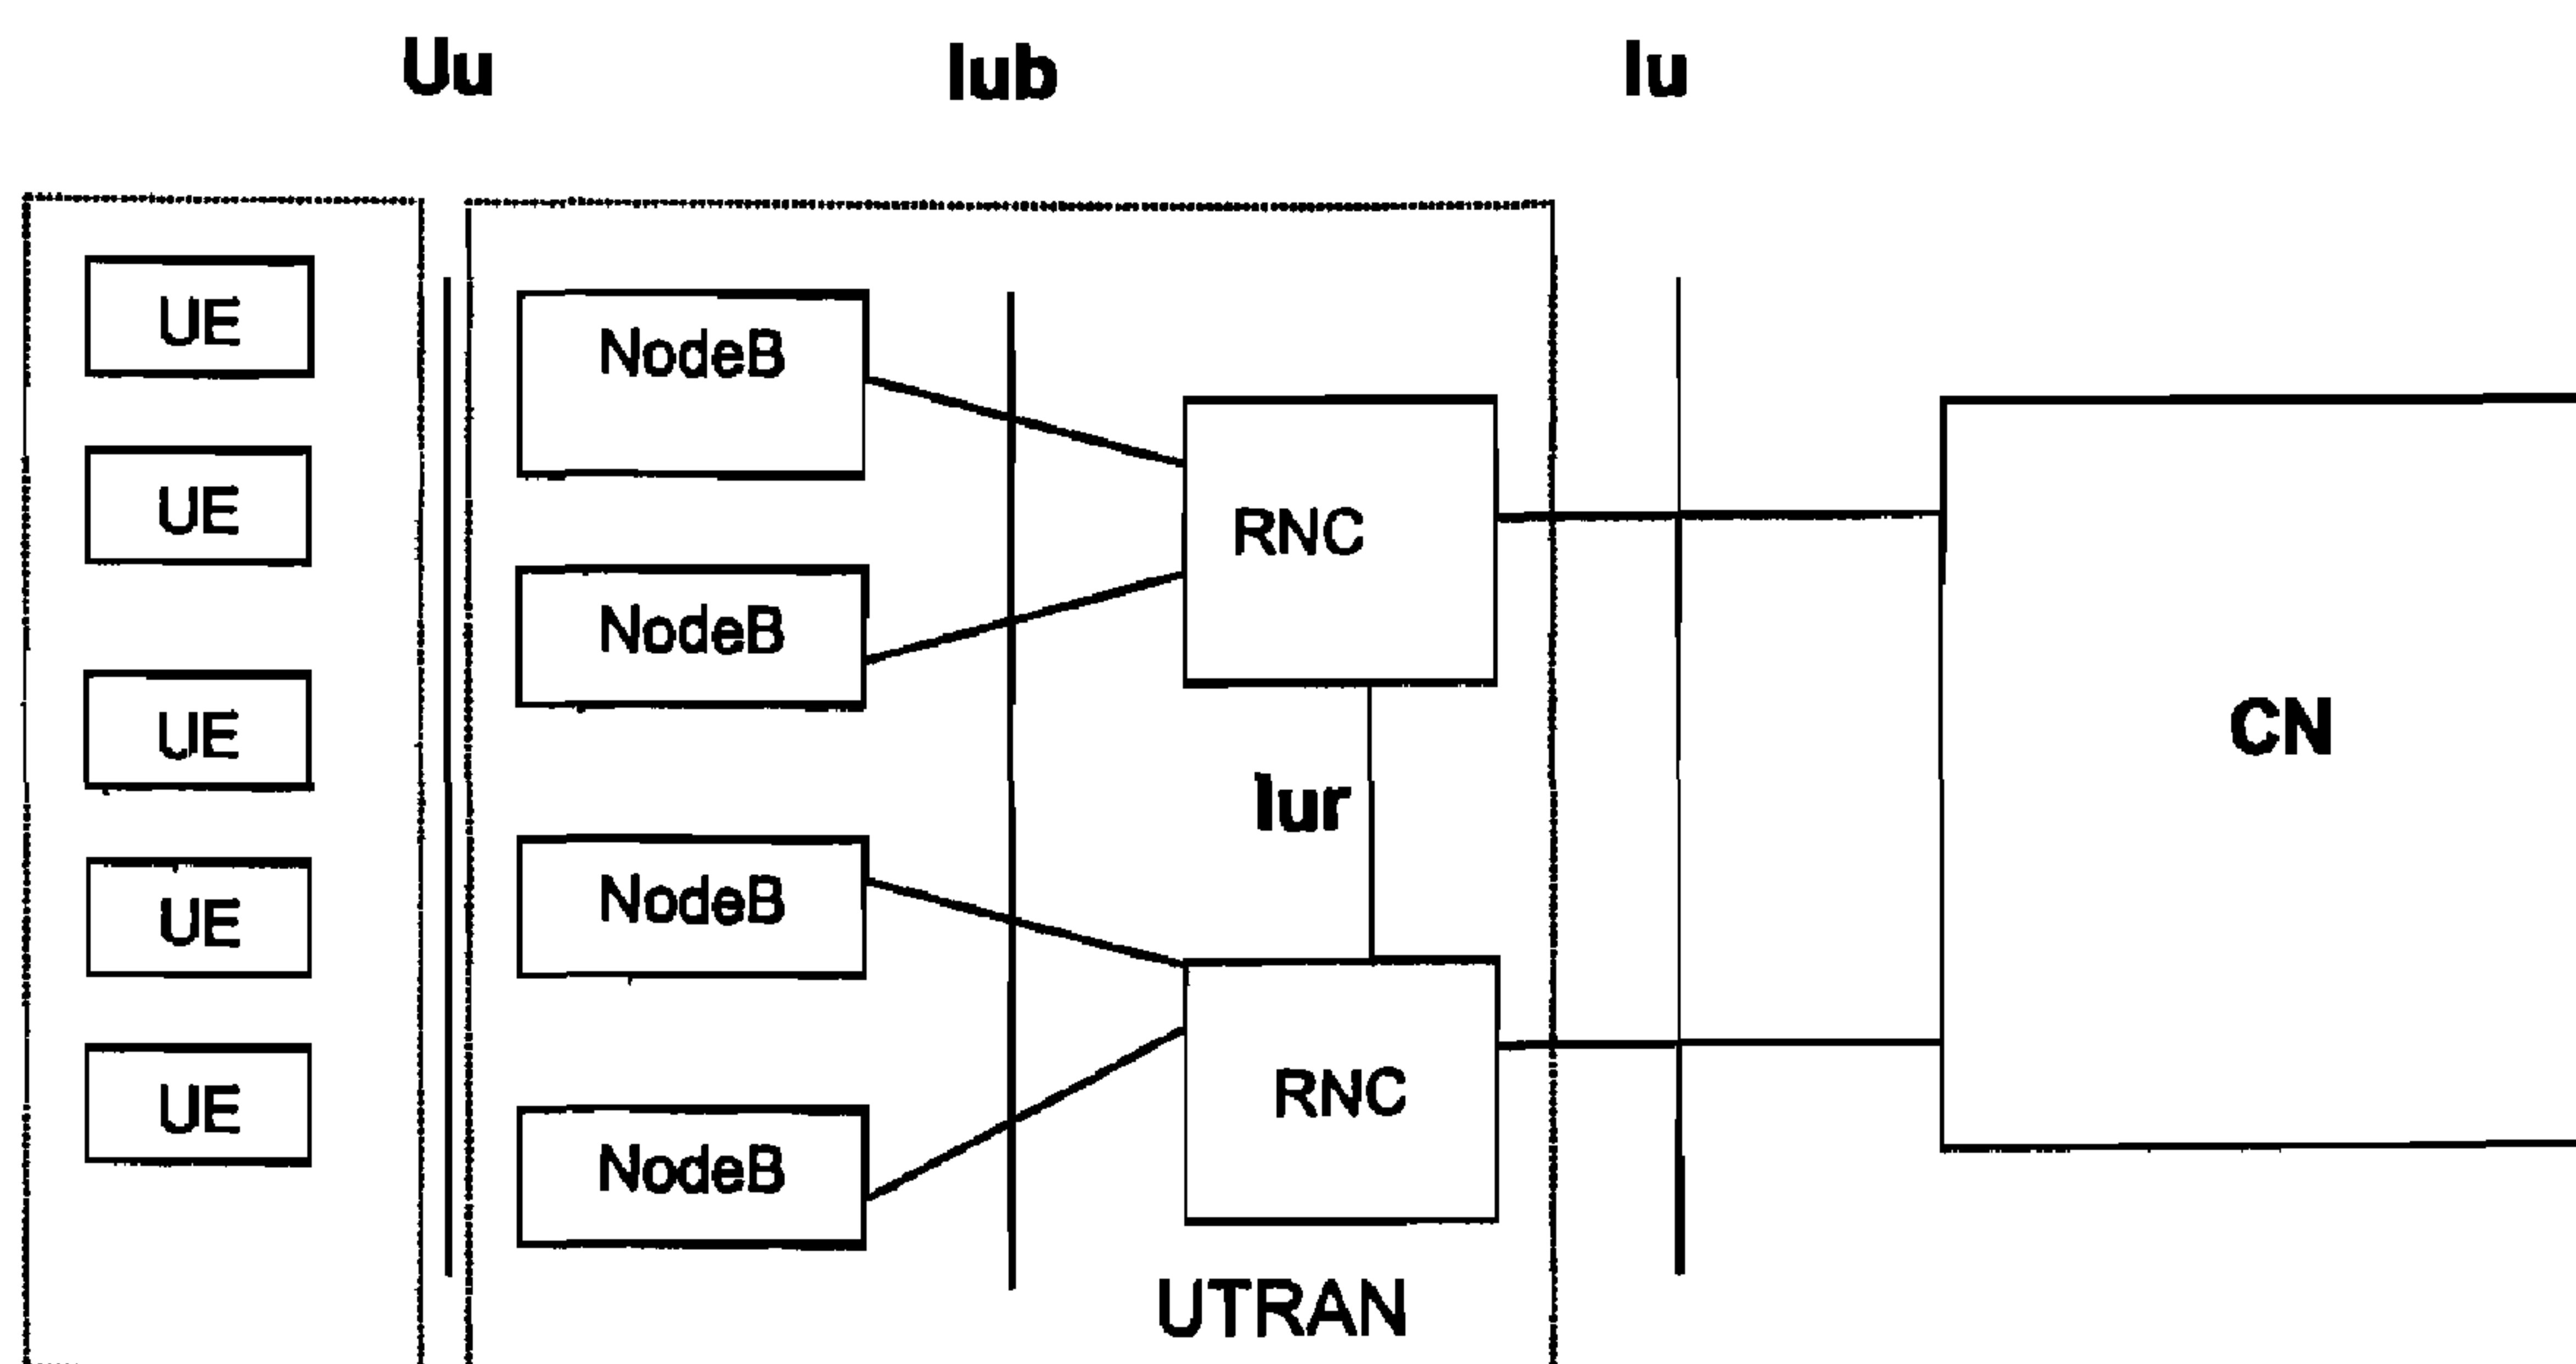 Uu
Iub
Iu
UE
UE
UE
UE
UE
NodeB
NodeB
NodeB
NodeB
RNC
Iur
RNC
UTRAN
CN